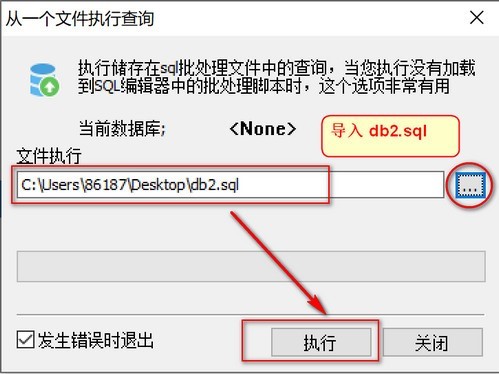 从一个文件执行查询
执行储存在sql批处理文件中的查询，当您执行没有加载
到SQL编辑器中的批处理脚本时，这个选项非常有用
当前数据库; <None>
导入 db2.sql
文件执行
C:\Users\86187\Desktop\db2.sql
...
发生错误时退出
执行
关闭